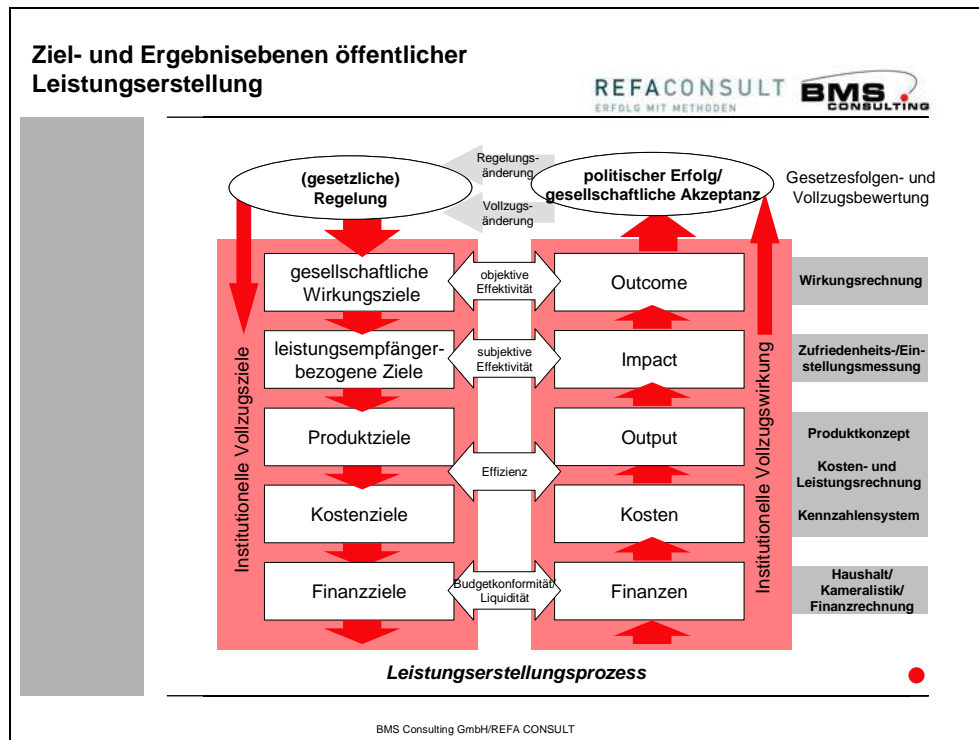 Ziel- und Ergebnisebenen öffentlicher
Leistungserstellung
REFACONSULT
ERFOLG MIT METHODEN
BMS
CONSULTING
(gesetzliche)
Regelung
Regelungs-
änderung
Vollzugs-
änderung
politischer Erfolg/
gesellschaftliche Akzeptanz
Gesetzesfolgen- und
Vollzugsbewertung
Institutionelle Vollzugsziele
gesellschaftliche
Wirkungsziele
objektive
Effektivität
Outcome
Wirkungsrechnung
leistungsempfänger-
bezogene Ziele
subjektive
Effektivität
Impact
Zufriedenheits-/Ein-
stellungsmessung
Produktziele
Effizienz
Output
Produktkonzept
Kosten- und
Leistungsrechnung
Kennzahlensystem
Kostenziele
Kosten
Finanzziele
Budgetkonformität/
Liquidität
Finanzen
Haushalt/
Kameralistik/
Finanzrechnung
Institutionelle Vollzugswirkung
Leistungserstellungsprozess
BMS Consulting GmbH/REFA CONSULT